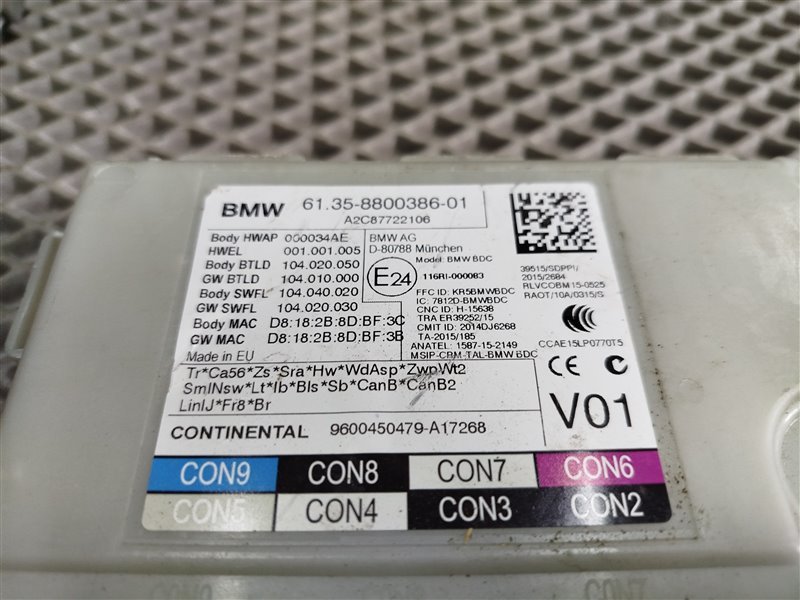 BMW 61.35-8800386-01
A2C87722106
Body HWAP 000034AE
HWEL 001.001.005
Body BTLD 104.020.050
GW BTLD 104.010.000
Body SWFL 104.040.020
GW SWFL 104.020.030
Body MAC D8:18:2B:8D:BF:3C
GW MAC D8:18:2B:8D:BF:3B
Made in EU
BMW AG
D-80788 München
Model: BMW BDC
E24
116RI-000083
FFC ID: KR5BMWBDC
IC: 7812D-BMWBDC
CNC ID: H-15638
TRA ER39252/15
CMIT ID: 2014DJ6268
TA-2015/185
ANATEL: 1587-15-2149
MSIP-CRM-TAL-BMW BDC
39515/SDPPI/
2015/2684
RLVCOBM15-0525
RAOT/10A/0315/S
CCAE15LP0770T5
CE
Tr*Ca56*Zs*Sra*Hw*WdAsp*ZwpWt2
SmlNsw*Lt*Ib*Bls*Sb*CanB*CanB2
LinIJ*Fr8*Br
V01
CONTINENTAL 9600450479-A17268
CON9 CON8 CON7 CON6
CON5 CON4 CON3 CON2
CON7